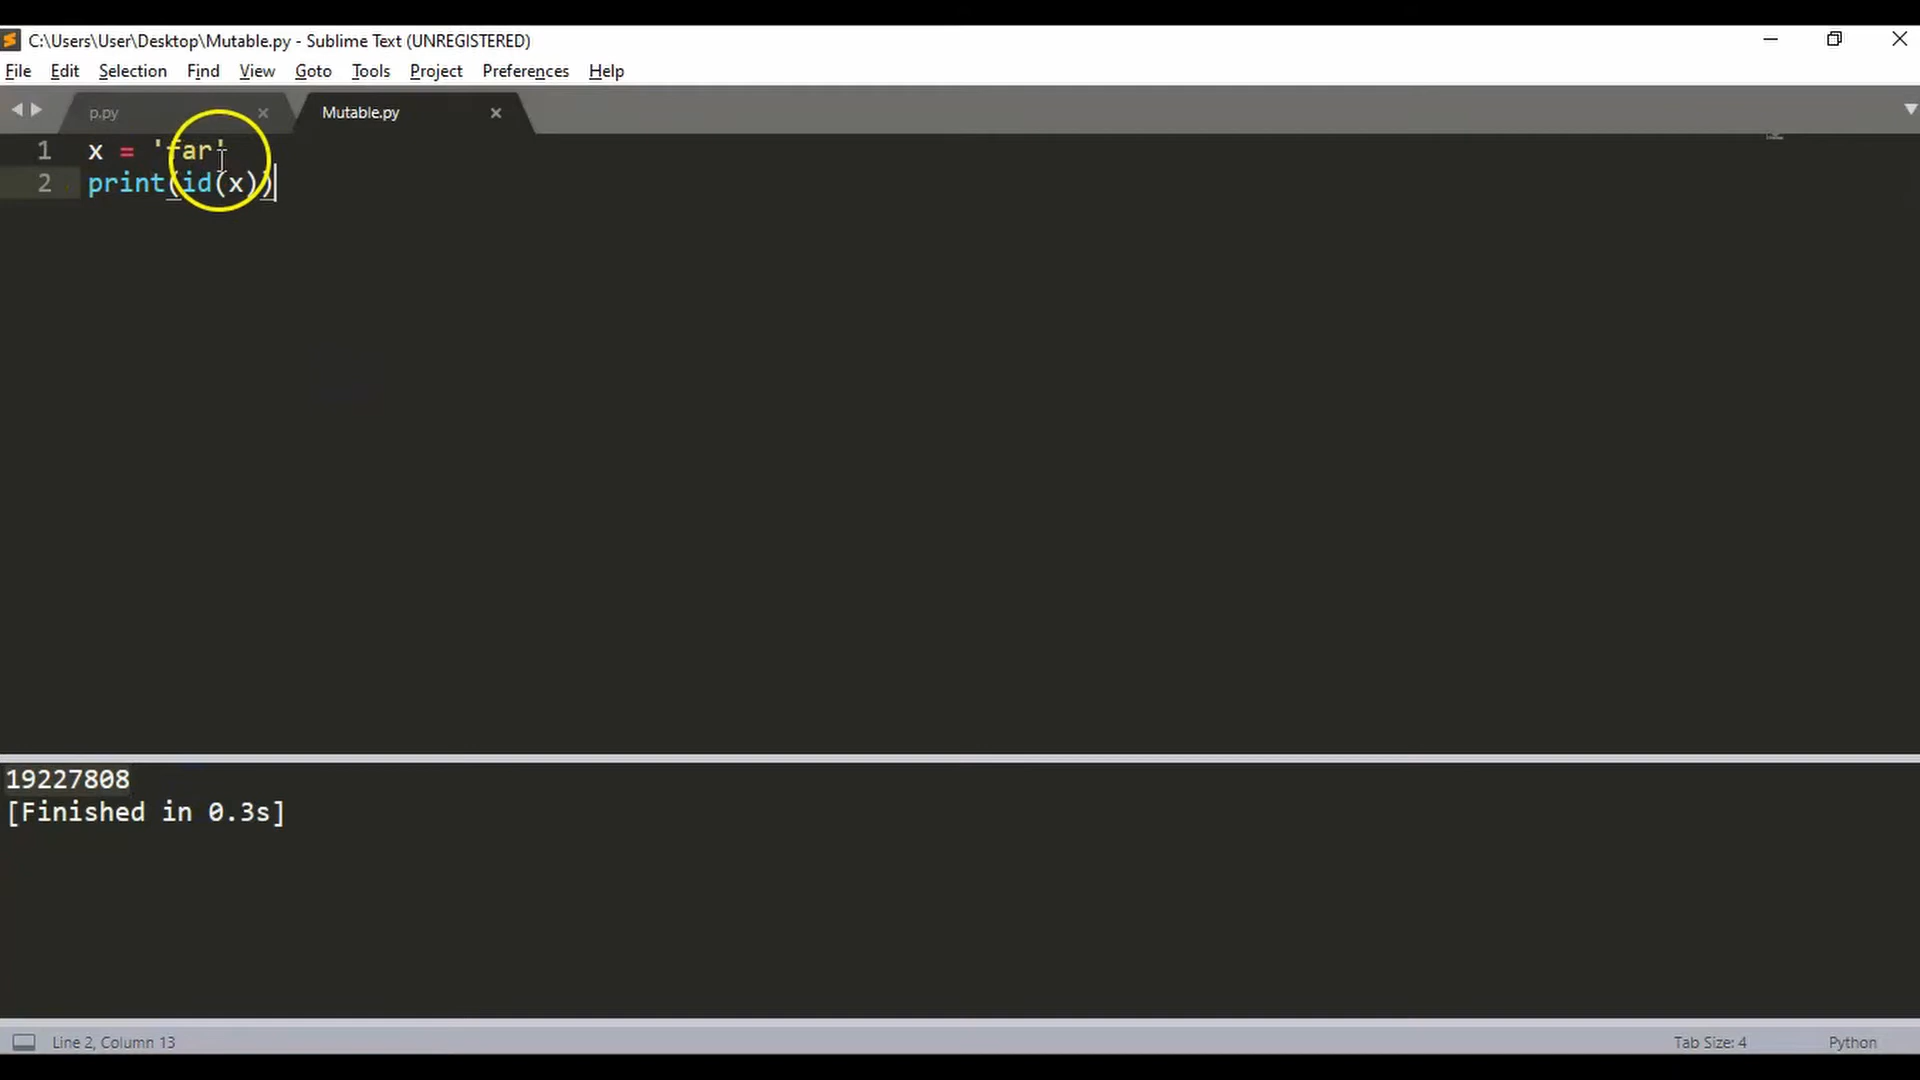 C:\Users\User\Desktop\Mutable.py - Sublime Text (UNREGISTERED)
File Edit Selection Find View Goto Tools Project Preferences Help
p.py Mutable.py
1 x = 'far'
2 print(id(x))
19227808
[Finished in 0.3s]
Line 2, Column 13 Tab Size: 4 Python